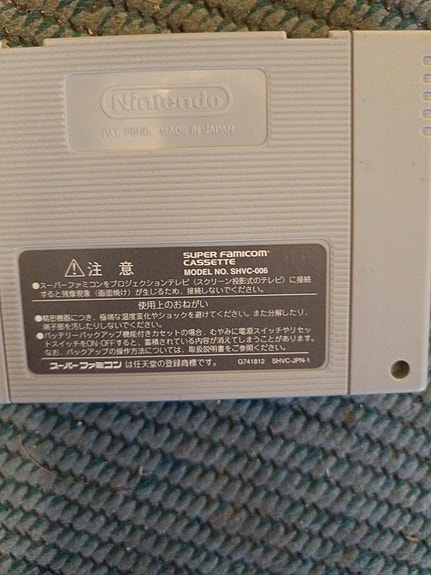 Nintendo
PAT. PEND. MADE IN JAPAN
⚠注意
SUPER FAMICOM™
CASSETTE
MODEL NO. SHVC-006
●スーパーファミコンをプロジェクションテレビ(スクリーン投影式のテレビ)に接続
すると残像現象(画面焼け)が生じるため、接続しないでください。
使用上のおねがい
●精密機器につき、極端な温度変化やショックを避けてください。また分解したり、
端子部を汚したりしないでください。
●バッテリーバックアップ機能付きカセットの場合、むやみに電源スイッチやリセッ
トスイッチをON・OFFすると、蓄積されている内容が消えてしまうことがあります。
なお、バックアップの操作方法については、取扱説明書をご参照ください。
スーパーファミコンは任天堂の登録商標です。 G741812 SHVC-JPN-1